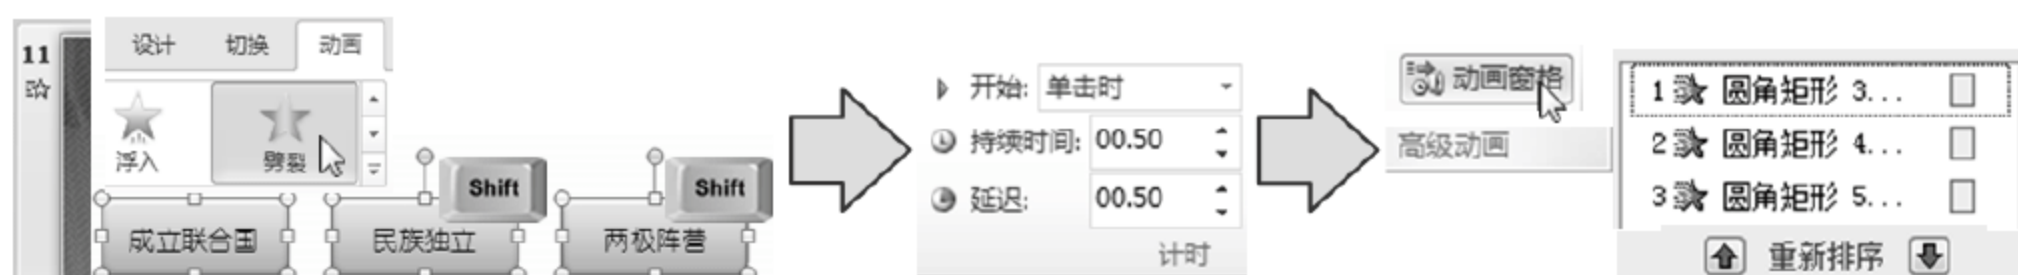 11
设计 切换 动画
浮入 劈裂
Shift Shift
成立联合国 民族独立 两极阵营
开始: 单击时
持续时间: 00.50
延迟: 00.50
计时
动画窗格
高级动画
1 圆角矩形 3...
2 圆角矩形 4...
3 圆角矩形 5...
重新排序